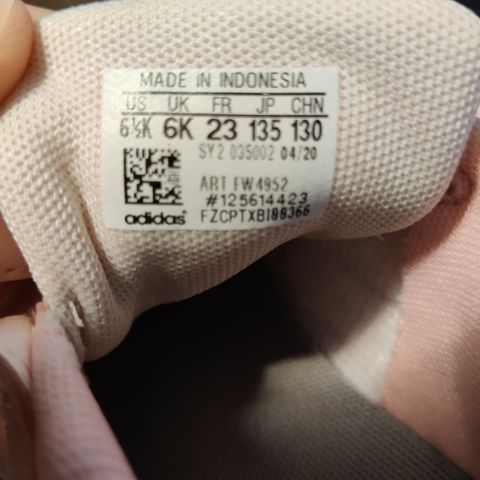 MADE IN INDONESIA
US UK FR JP CHN
6½K 6K 23 135 130
SY2 035002 04/20
ART FW4952
#125614423
adidas FZCPTXBI88366